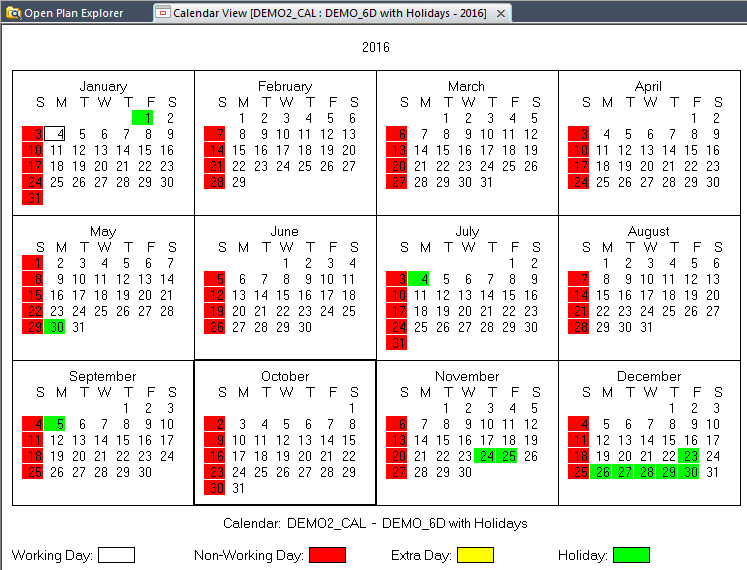 Open Plan Explorer
Calendar View [DEMO2_CAL : DEMO_6D with Holidays - 2016]
2016
January
S M T W T F S
1 2
3 4 5 6 7 8 9
10 11 12 13 14 15 16
17 18 19 20 21 22 23
24 25 26 27 28 29 30
31
February
S M T W T F S
1 2 3 4 5 6
7 8 9 10 11 12 13
14 15 16 17 18 19 20
21 22 23 24 25 26 27
28 29
March
S M T W T F S
1 2 3 4 5
6 7 8 9 10 11 12
13 14 15 16 17 18 19
20 21 22 23 24 25 26
27 28 29 30 31
April
S M T W T F S
1 2
3 4 5 6 7 8 9
10 11 12 13 14 15 16
17 18 19 20 21 22 23
24 25 26 27 28 29 30
May
S M T W T F S
1 2 3 4 5 6 7
8 9 10 11 12 13 14
15 16 17 18 19 20 21
22 23 24 25 26 27 28
29 30 31
June
S M T W T F S
1 2 3 4
5 6 7 8 9 10 11
12 13 14 15 16 17 18
19 20 21 22 23 24 25
26 27 28 29 30
July
S M T W T F S
1 2
3 4 5 6 7 8 9
10 11 12 13 14 15 16
17 18 19 20 21 22 23
24 25 26 27 28 29 30
31
August
S M T W T F S
1 2 3 4 5 6
7 8 9 10 11 12 13
14 15 16 17 18 19 20
21 22 23 24 25 26 27
28 29 30 31
September
S M T W T F S
1 2 3
4 5 6 7 8 9 10
11 12 13 14 15 16 17
18 19 20 21 22 23 24
25 26 27 28 29 30
October
S M T W T F S
1
2 3 4 5 6 7 8
9 10 11 12 13 14 15
16 17 18 19 20 21 22
23 24 25 26 27 28 29
30 31
November
S M T W T F S
1 2 3 4 5
6 7 8 9 10 11 12
13 14 15 16 17 18 19
20 21 22 23 24 25 26
27 28 29 30
December
S M T W T F S
1 2 3
4 5 6 7 8 9 10
11 12 13 14 15 16 17
18 19 20 21 22 23 24
25 26 27 28 29 30 31
Calendar: DEMO2_CAL - DEMO_6D with Holidays
Working Day: Non-Working Day: Extra Day: Holiday: